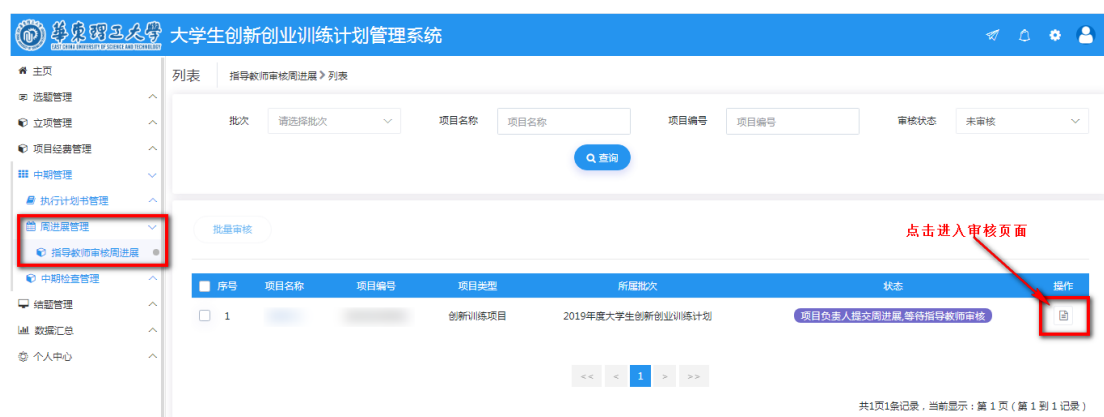 華東理工大學 大学生创新创业训练计划管理系统
EAST CHINA UNIVERSITY OF SCIENCE AND TECHNOLOGY
主页
选题管理
立项管理
项目经费管理
中期管理
执行计划书管理
周进展管理
指导教师审核周进展
中期检查管理
结题管理
数据汇总
个人中心
列表 指导教师审核周进展 > 列表
批次 请选择批次 项目名称 项目名称 项目编号 项目编号 审核状态 未审核
查询
批量审核
点击进入审核页面
序号 项目名称 项目编号 项目类型 所属批次 状态 操作
1 创新训练项目 2019年度大学生创新创业训练计划 项目负责人提交周进展,等待指导教师审核
<< < 1 > >>
共1页1条记录，当前显示：第 1 页 ( 第 1 到 1 记录 )